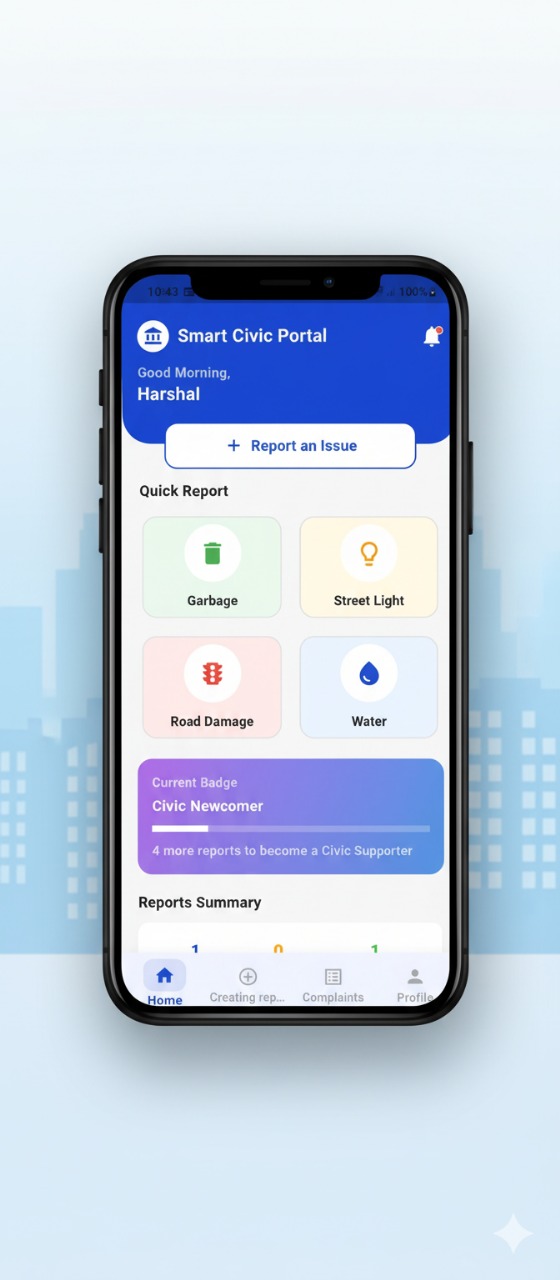 10:43
100%
Smart Civic Portal
Good Morning,
Harshal
+ Report an Issue
Quick Report
Garbage
Street Light
Road Damage
Water
Current Badge
Civic Newcomer
4 more reports to become a Civic Supporter
Reports Summary
1 0 1
Home
Creating rep...
Complaints
Profile